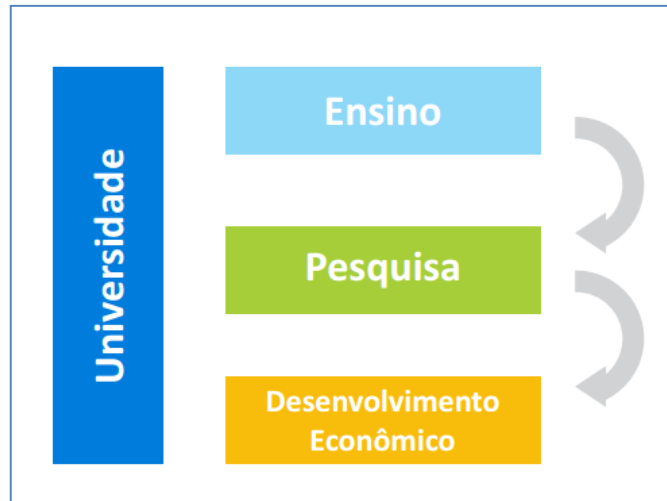 Universidade
Ensino
Pesquisa
Desenvolvimento
Econômico